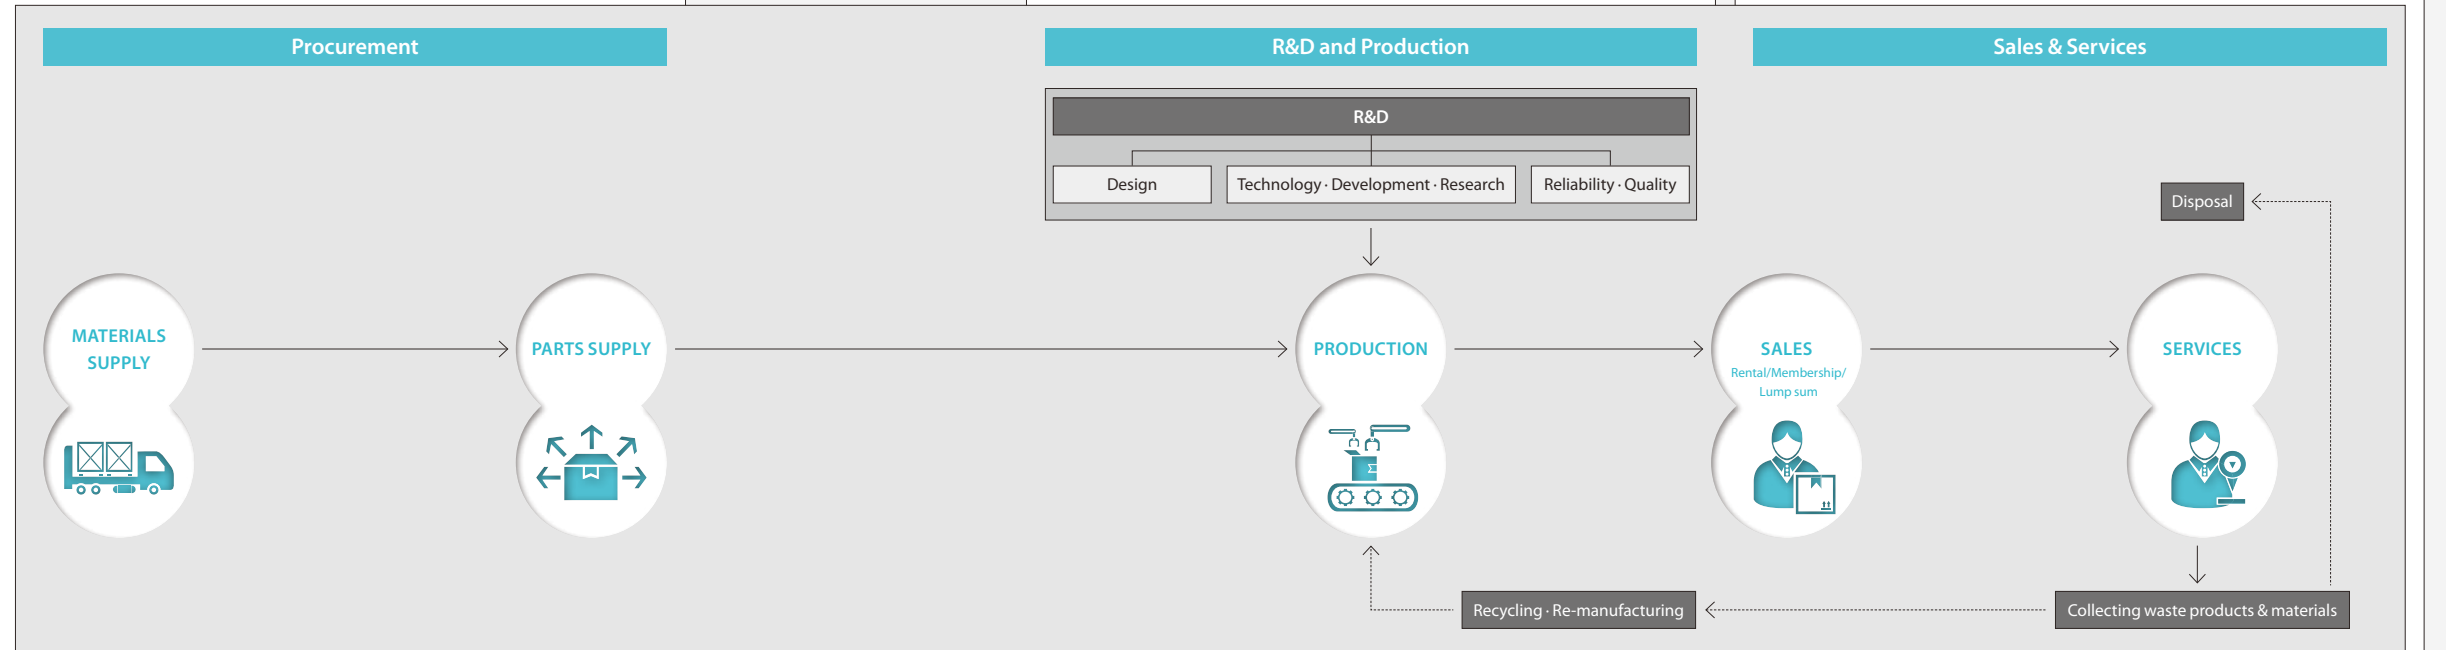 Procurement
R&D and Production
Sales & Services
R&D
Design
Technology · Development · Research
Reliability · Quality
Disposal
MATERIALS
SUPPLY
PARTS SUPPLY
PRODUCTION
SALES
Rental/Membership/
Lump sum
SERVICES
Recycling · Re-manufacturing
Collecting waste products & materials